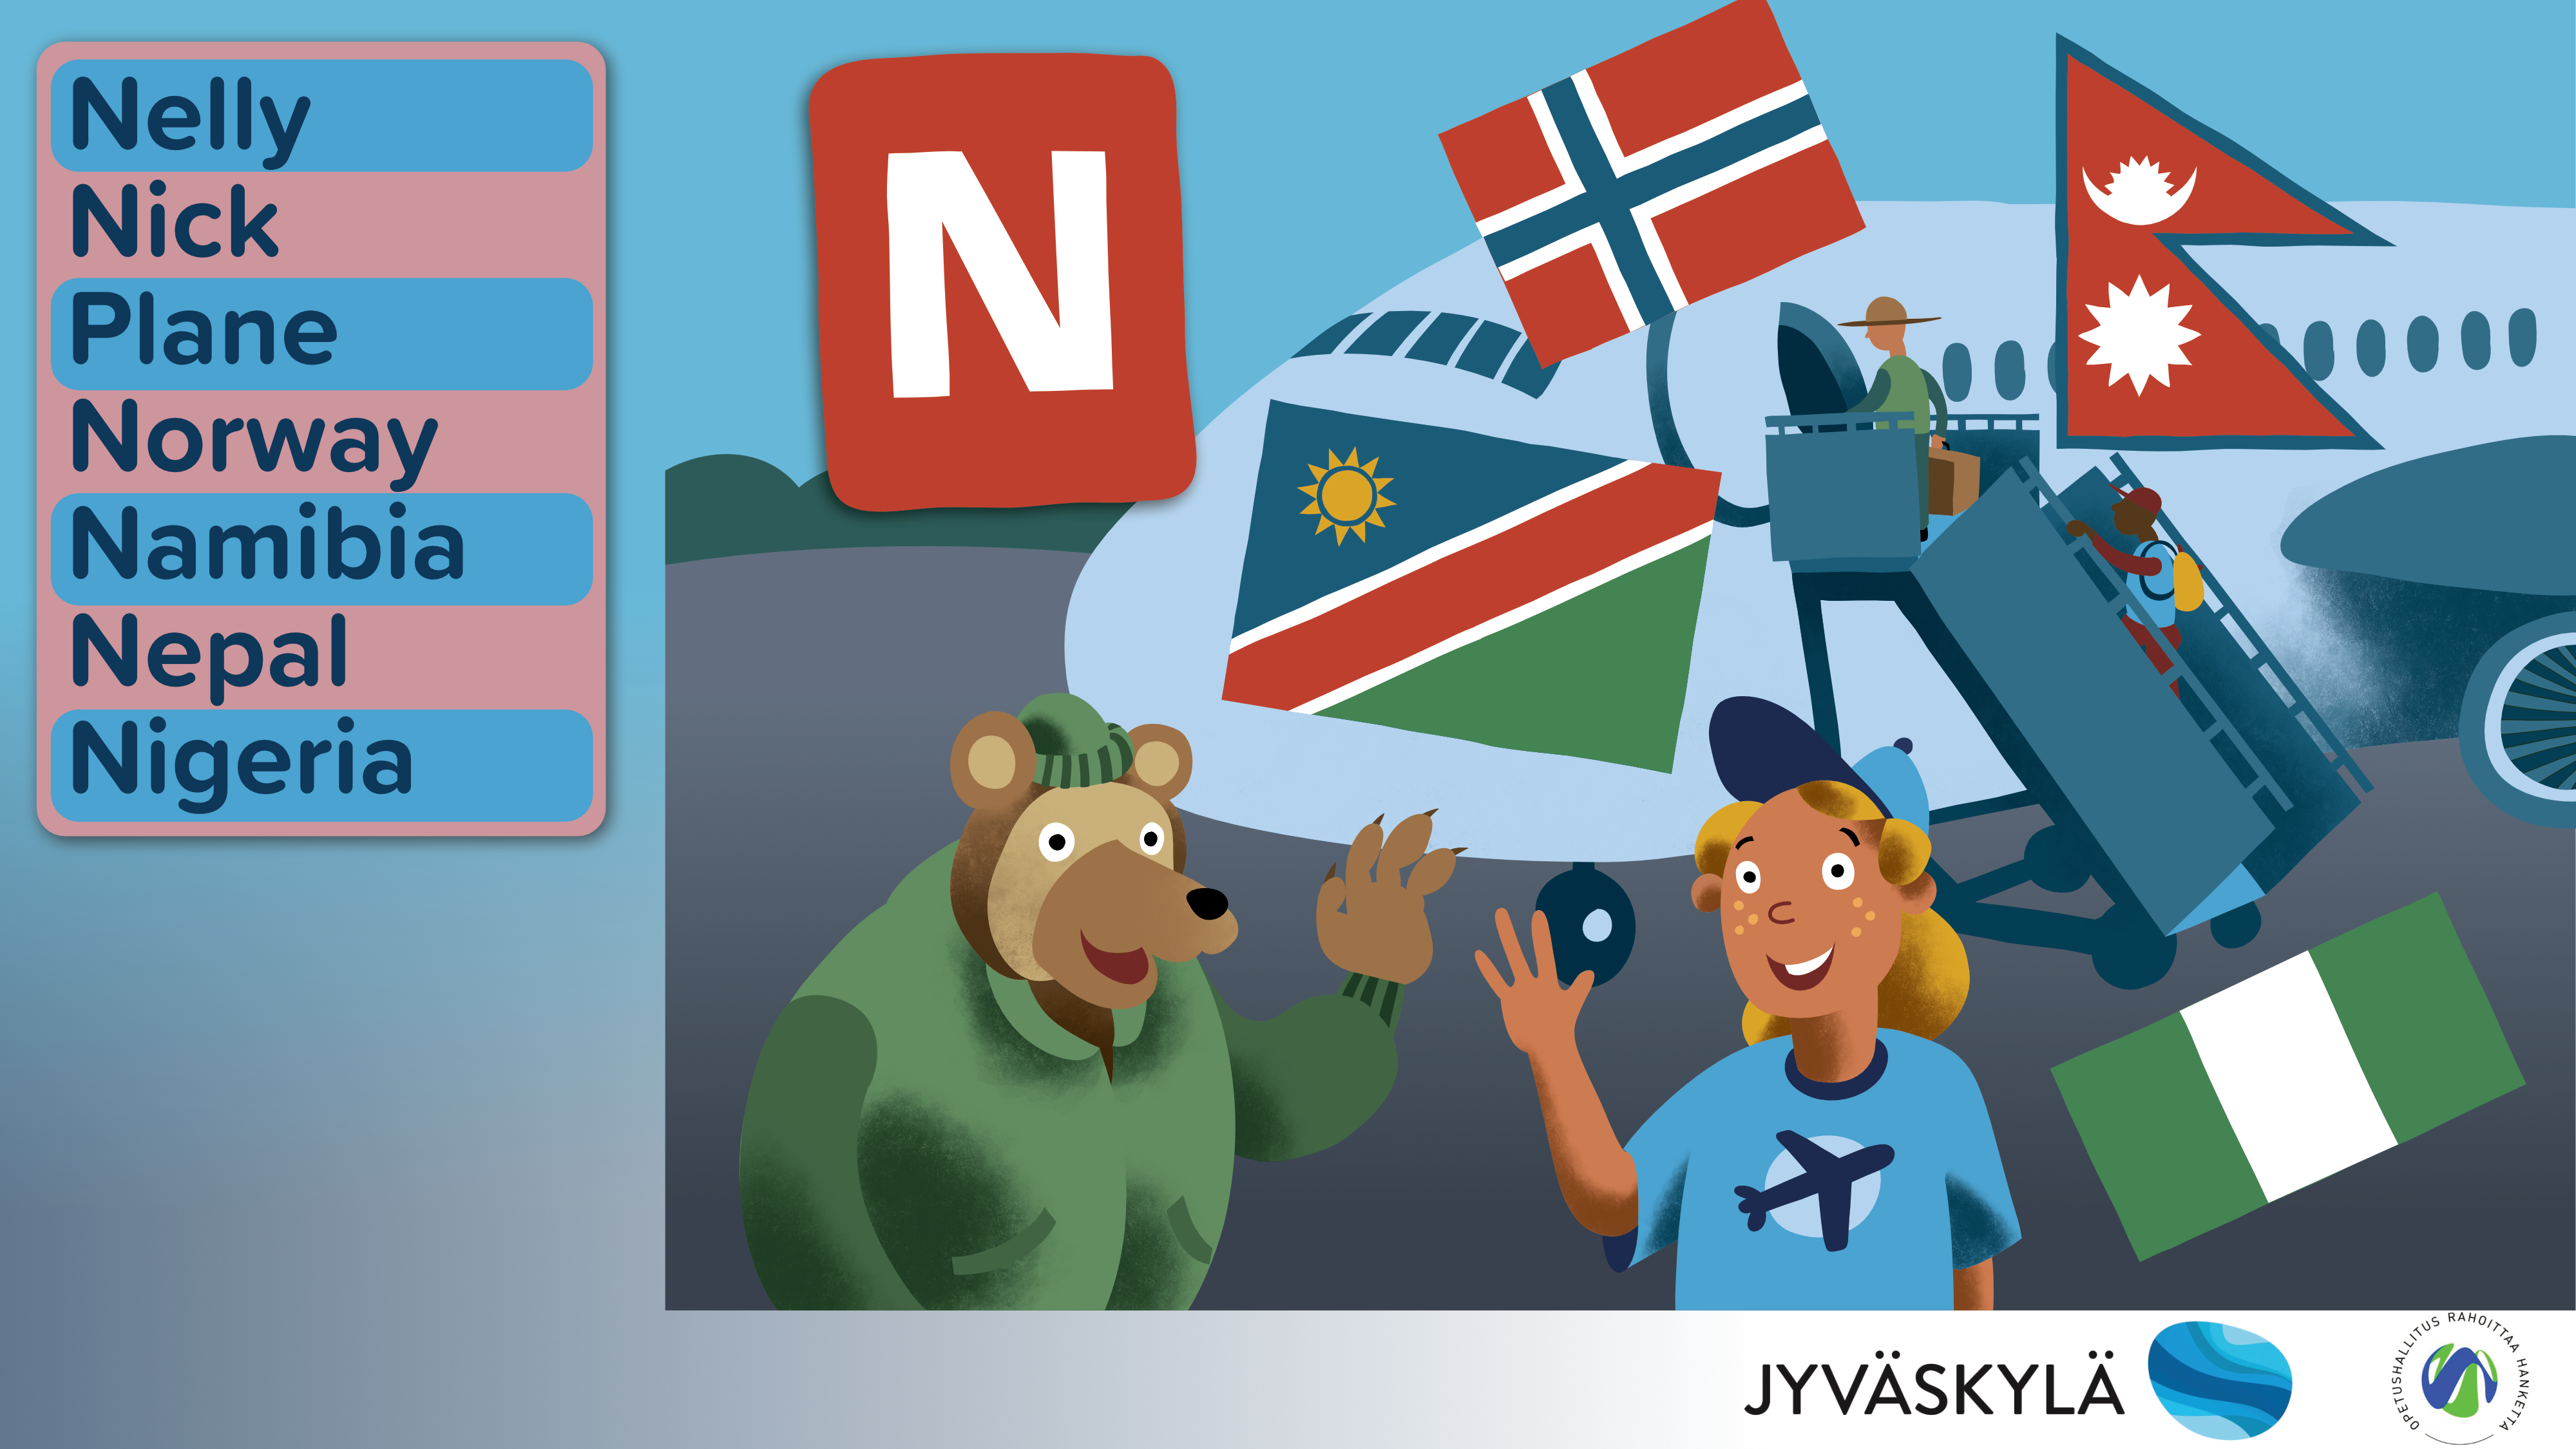 Nelly
Nick
Plane
Norway
Namibia
Nepal
Nigeria
N
JYVÄSKYLÄ
OPETUSHALLITUS RAHOITTAA HANKETTA